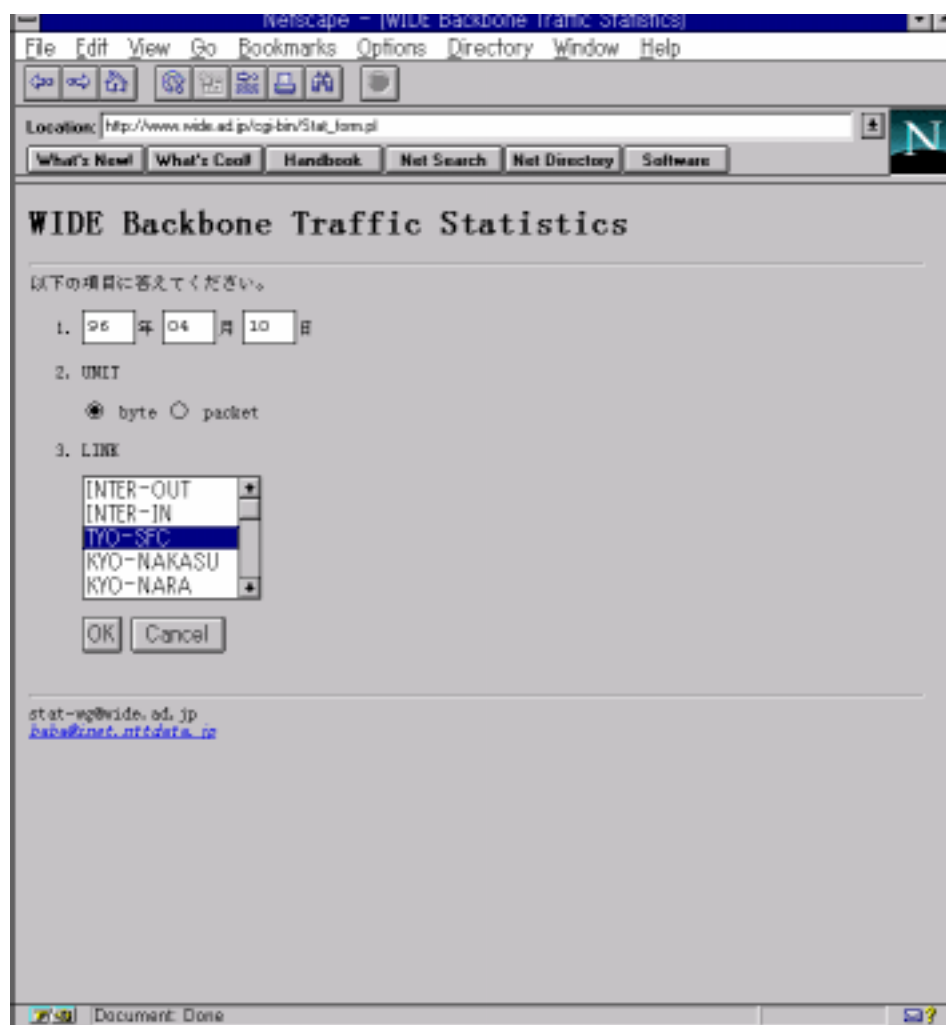 Netscape - [WIDE Backbone Traffic Statistics]
File Edit View Go Bookmarks Options Directory Window Help
Location: http://www.wide.ad.jp/cgi-bin/Stat_form.pl
What's New! What's Cool! Handbook Net Search Net Directory Software
N
WIDE Backbone Traffic Statistics
以下の項目に答えてください。
1. 96 年 04 月 10 日
2. UNIT
byte packet
3. LINK
INTER-OUT
INTER-IN
TYO-SFC
KYO-NAKASU
KYO-NARA
OK Cancel
stat-wg@wide.ad.jp
baba@inet.nttdata.jp
Document: Done